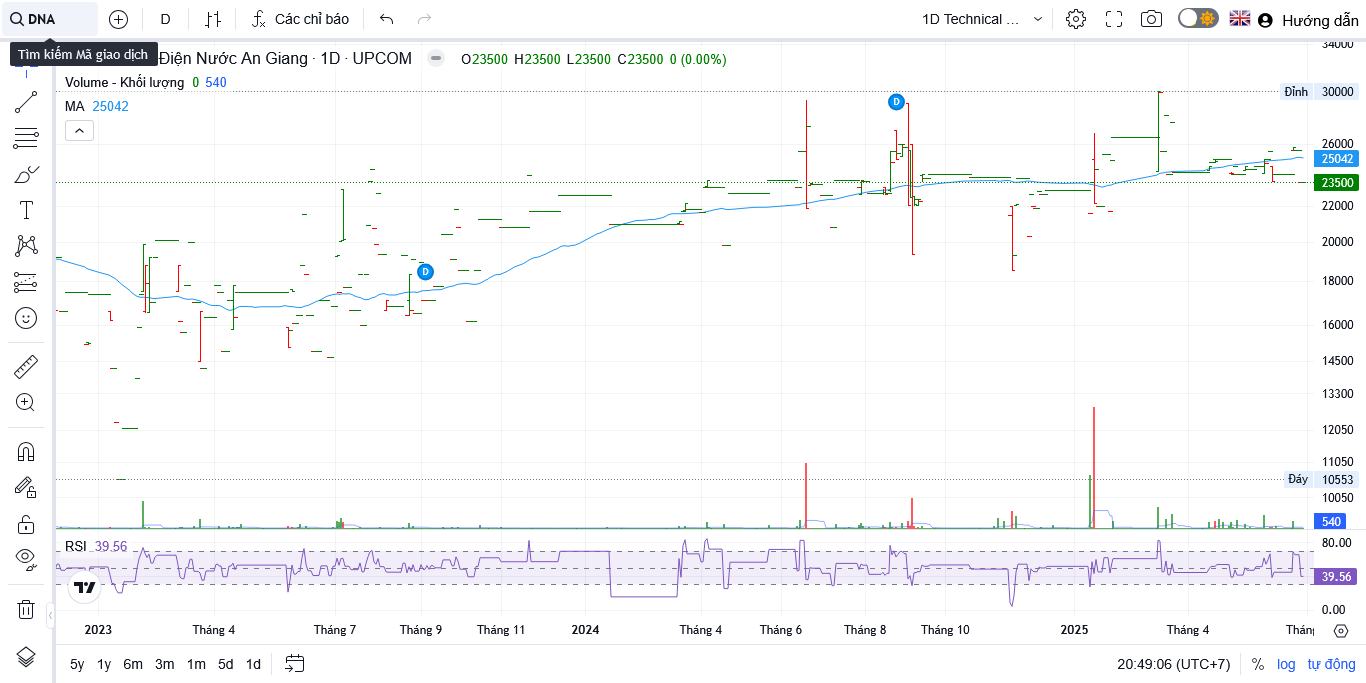 DNA
D
Các chỉ báo
1D Technical ...
Hướng dẫn
Tìm kiếm Mã giao dịch
Điện Nước An Giang · 1D · UPCOM
O23500 H23500 L23500 C23500 0 (0.00%)
Volume - Khối lượng 0 540
MA 25042
34000
Đỉnh 30000
26000
25042
23500
22000
20000
18000
16000
14500
13300
12050
11050
Đáy 10553
10050
540
D
D
RSI 39.56
80.00
39.56
0.00
2023 Tháng 4 Tháng 7 Tháng 9 Tháng 11 2024 Tháng 4 Tháng 6 Tháng 8 Tháng 10 2025 Tháng 4
5y 1y 6m 3m 1m 5d 1d
20:49:06 (UTC+7) % log tự động